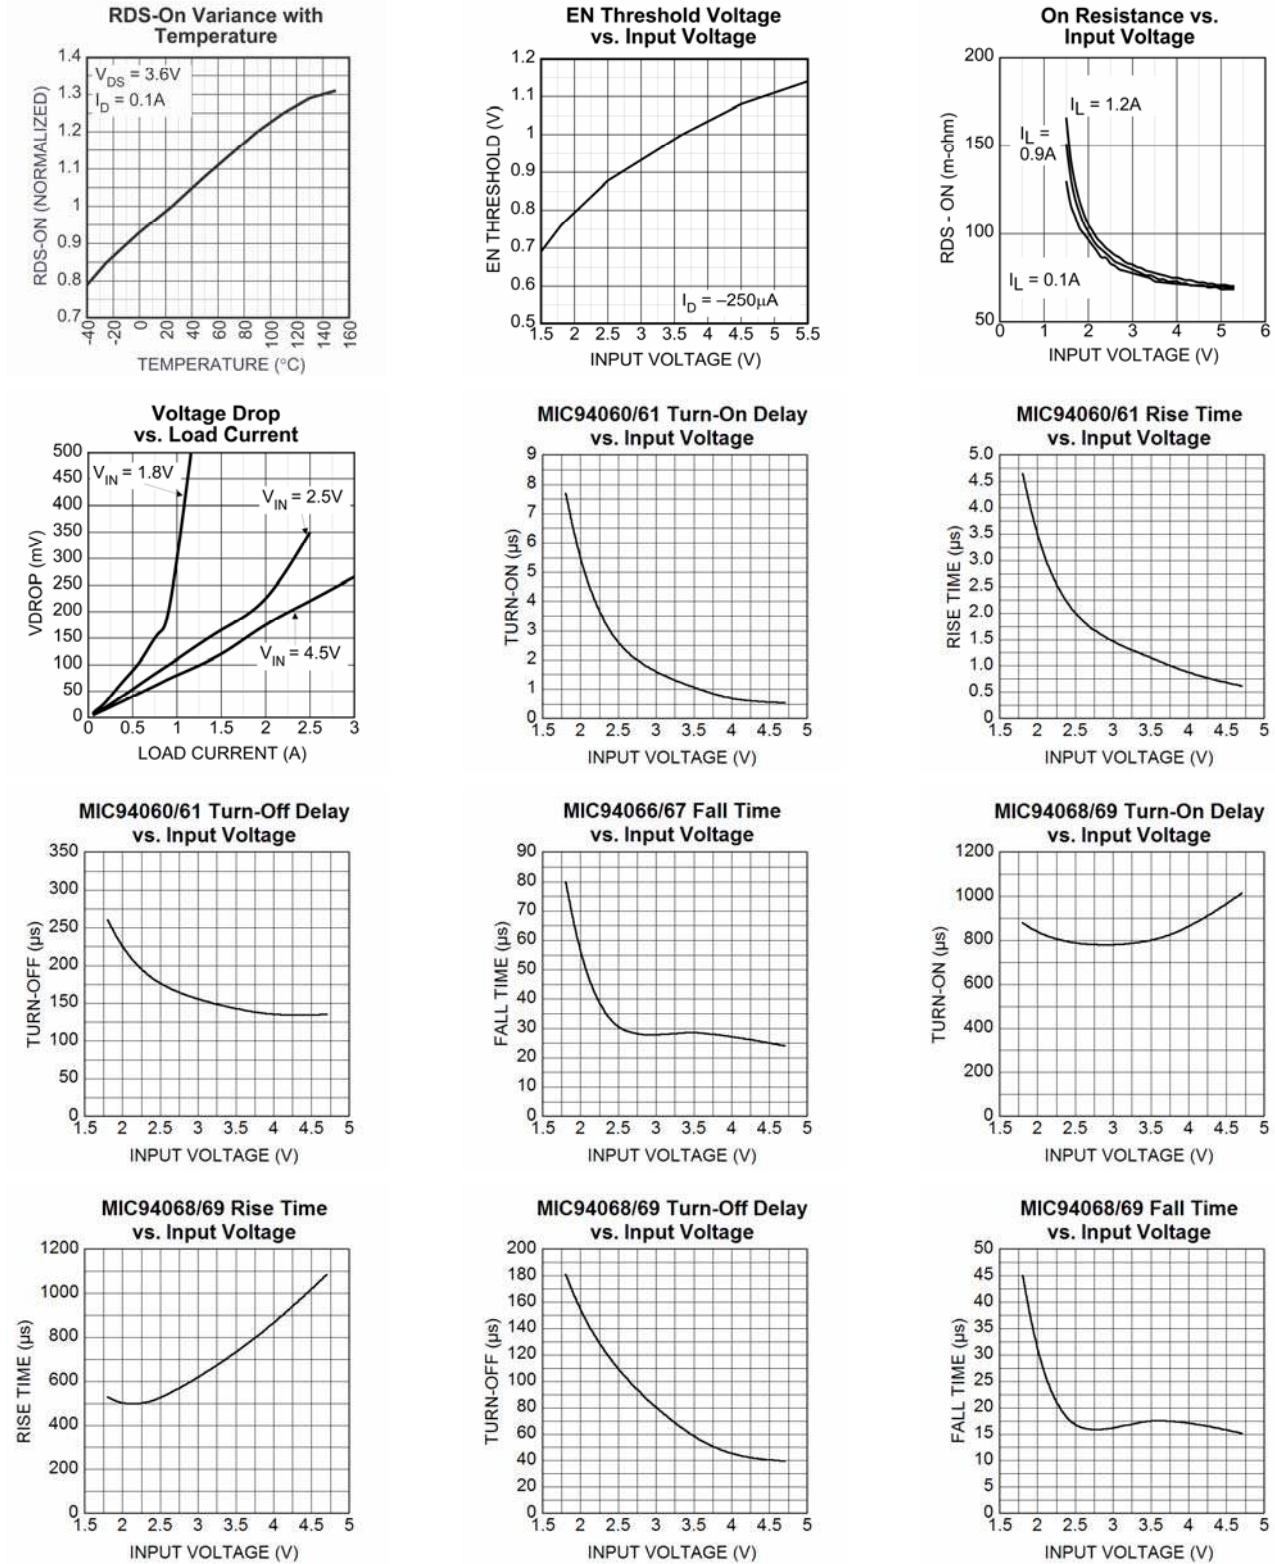 RDS-On Variance with
Temperature
1.4
1.3
1.2
1.1
1
0.9
0.8
0.7
RDS-ON (NORMALIZED)
VDS = 3.6V
ID = 0.1A
-40
-20
0
20
40
60
80
100
120
140
160
TEMPERATURE (°C)
EN Threshold Voltage
vs. Input Voltage
1.2
1.1
1
0.9
0.8
0.7
0.6
0.5
EN THRESHOLD (V)
ID = –250µA
1.5 2 2.5 3 3.5 4 4.5 5 5.5
INPUT VOLTAGE (V)
On Resistance vs.
Input Voltage
200
150
100
50
RDS - ON (m-ohm)
IL = 1.2A
IL =
0.9A
IL = 0.1A
0 1 2 3 4 5 6
INPUT VOLTAGE (V)
Voltage Drop
vs. Load Current
500
450
400
350
300
250
200
150
100
50
0
VDROP (mV)
VIN = 1.8V
VIN = 2.5V
VIN = 4.5V
0 0.5 1 1.5 2 2.5 3
LOAD CURRENT (A)
MIC94060/61 Turn-On Delay
vs. Input Voltage
9
8
7
6
5
4
3
2
1
0
TURN-ON (µs)
1.5 2 2.5 3 3.5 4 4.5 5
INPUT VOLTAGE (V)
MIC94060/61 Rise Time
vs. Input Voltage
5.0
4.5
4.0
3.5
3.0
2.5
2.0
1.5
1.0
0.5
0
RISE TIME (µs)
1.5 2 2.5 3 3.5 4 4.5 5
INPUT VOLTAGE (V)
MIC94060/61 Turn-Off Delay
vs. Input Voltage
350
300
250
200
150
100
50
0
TURN-OFF (µs)
1.5 2 2.5 3 3.5 4 4.5 5
INPUT VOLTAGE (V)
MIC94066/67 Fall Time
vs. Input Voltage
90
80
70
60
50
40
30
20
10
0
FALL TIME (µs)
1.5 2 2.5 3 3.5 4 4.5 5
INPUT VOLTAGE (V)
MIC94068/69 Turn-On Delay
vs. Input Voltage
1200
1000
800
600
400
200
0
TURN-ON (µs)
1.5 2 2.5 3 3.5 4 4.5 5
INPUT VOLTAGE (V)
MIC94068/69 Rise Time
vs. Input Voltage
1200
1000
800
600
400
200
0
RISE TIME (µs)
1.5 2 2.5 3 3.5 4 4.5 5
INPUT VOLTAGE (V)
MIC94068/69 Turn-Off Delay
vs. Input Voltage
200
180
160
140
120
100
80
60
40
20
0
TURN-OFF (µs)
1.5 2 2.5 3 3.5 4 4.5 5
INPUT VOLTAGE (V)
MIC94068/69 Fall Time
vs. Input Voltage
50
45
40
35
30
25
20
15
10
5
0
FALL TIME (µs)
1.5 2 2.5 3 3.5 4 4.5 5
INPUT VOLTAGE (V)